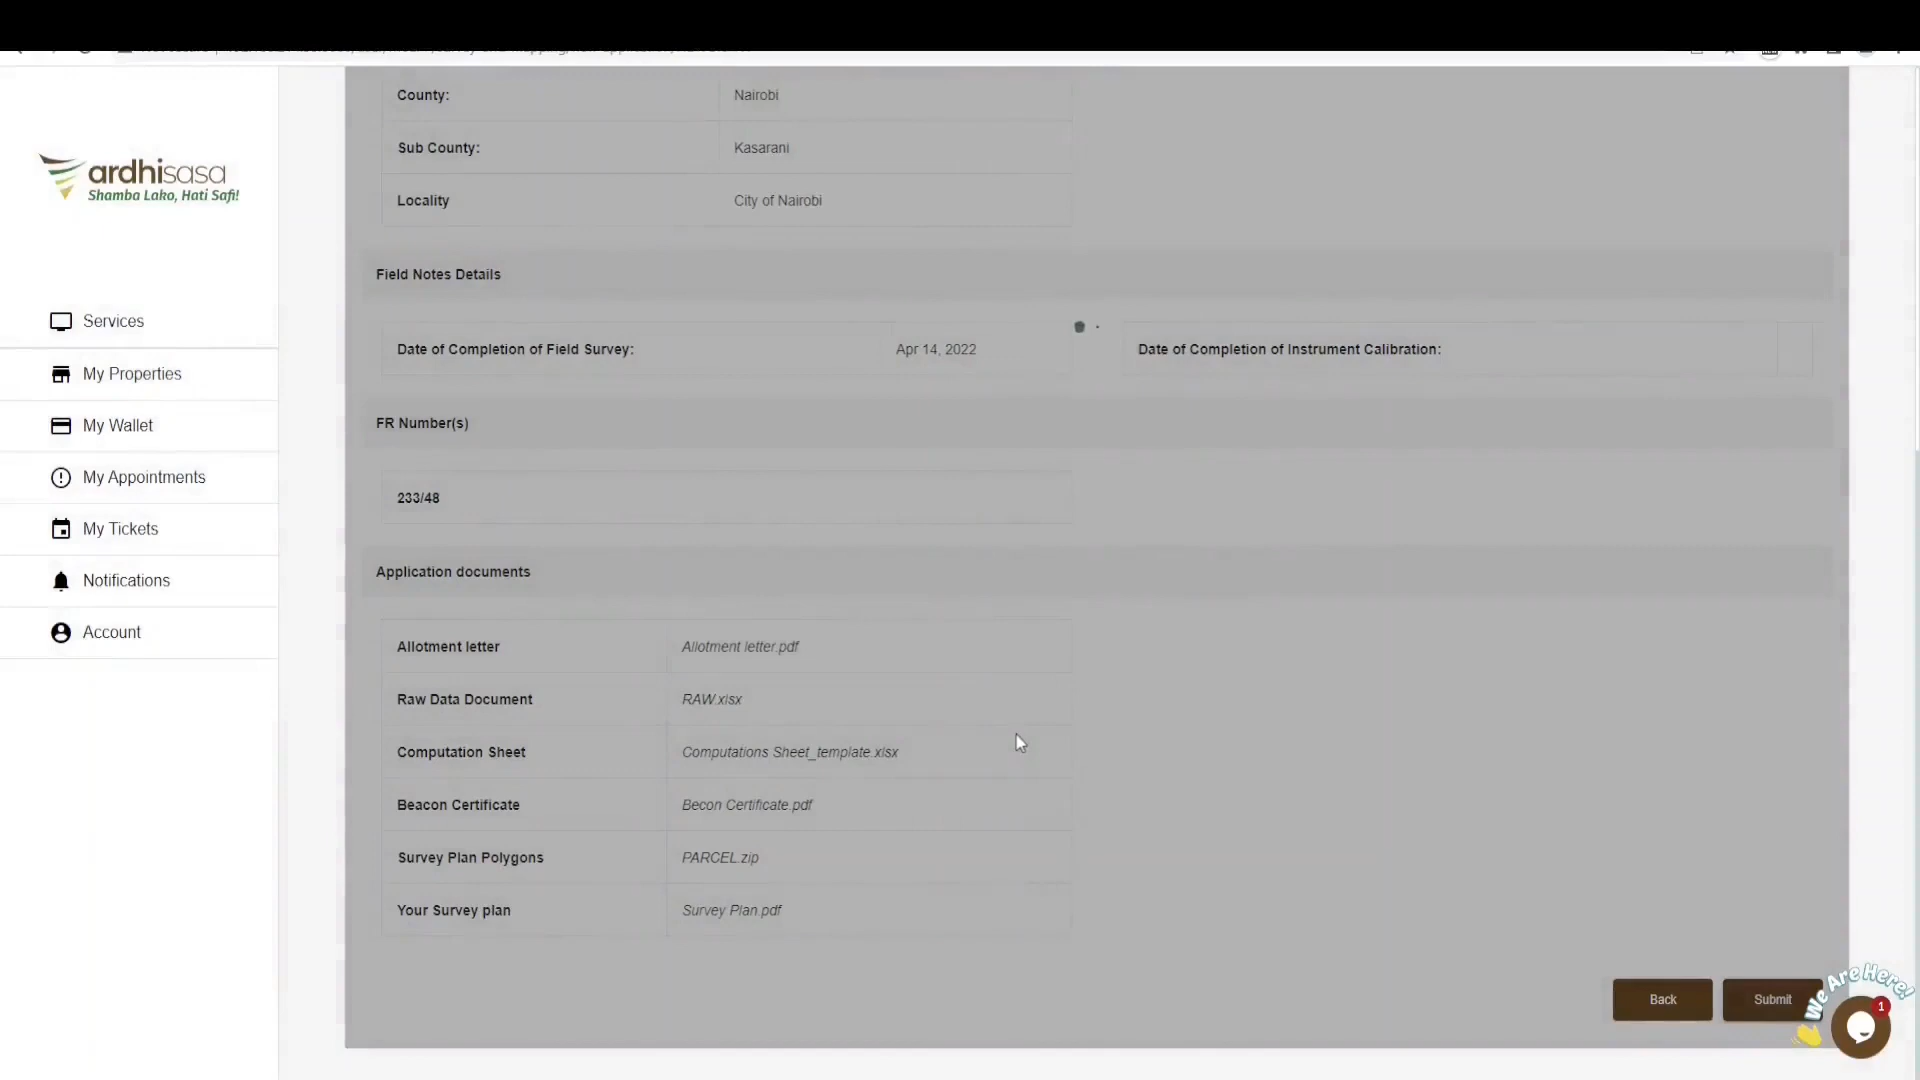 ardhisasa
Shamba Lako, Hati Safi!
Services
My Properties
My Wallet
My Appointments
My Tickets
Notifications
Account
County: Nairobi
Sub County: Kasarani
Locality City of Nairobi
Field Notes Details
Date of Completion of Field Survey: Apr 14, 2022 Date of Completion of Instrument Calibration:
FR Number(s)
233/48
Application documents
Allotment letter Allotment letter.pdf
Raw Data Document RAW.xlsx
Computation Sheet Computations Sheet_template.xlsx
Beacon Certificate Becon Certificate.pdf
Survey Plan Polygons PARCEL.zip
Your Survey plan Survey Plan.pdf
Back Submit
We Are Here!
1